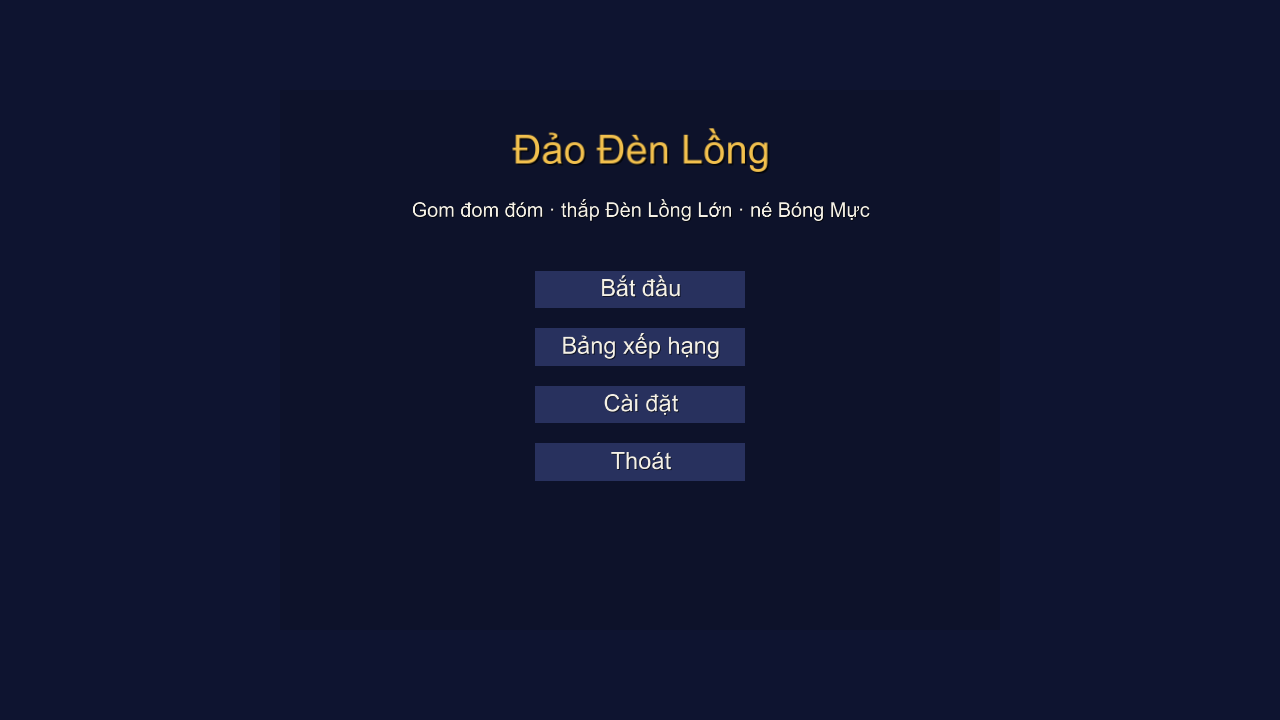 Đảo Đèn Lồng
Gom đom đóm · thắp Đèn Lồng Lớn · né Bóng Mực
Bắt đầu
Bảng xếp hạng
Cài đặt
Thoát